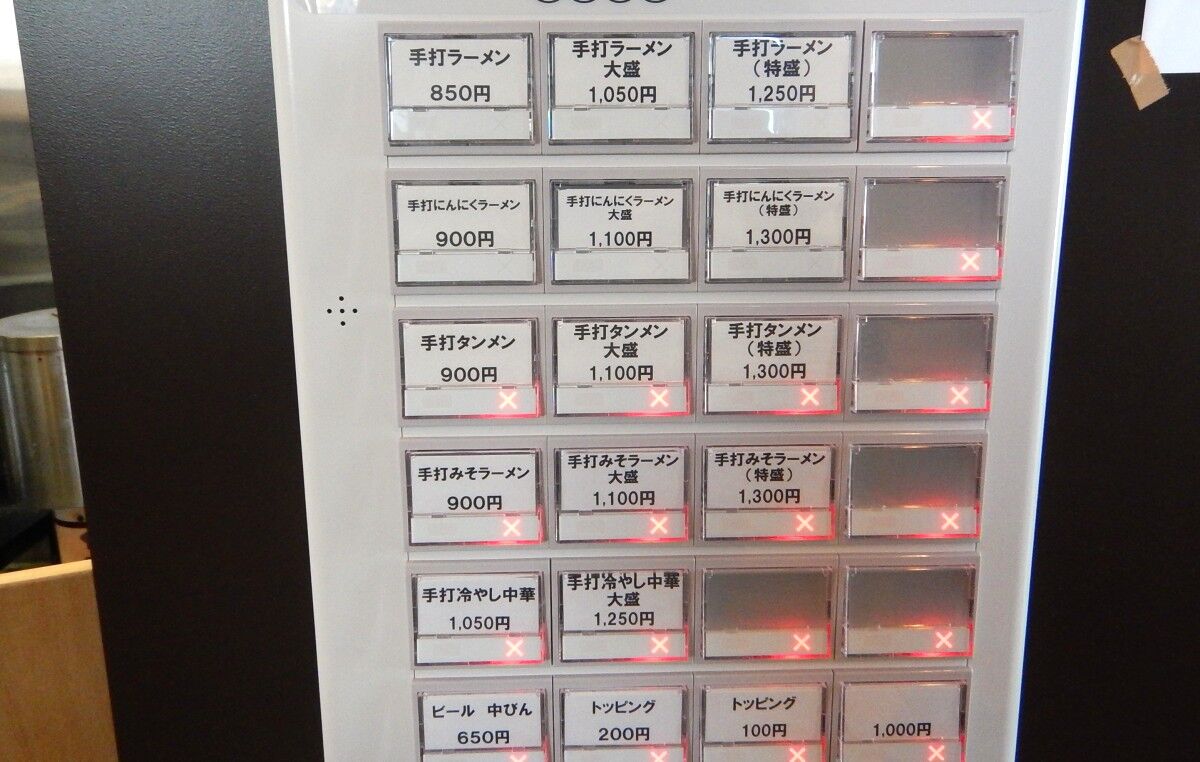 手打ラーメン
850円
手打ラーメン
大盛
1,050円
手打ラーメン
(特盛)
1,250円
×
手打にんにくラーメン
900円
手打にんにくラーメン
大盛
1,100円
手打にんにくラーメン
(特盛)
1,300円
×
手打タンメン
900円
×
手打タンメン
大盛
1,100円
×
手打タンメン
(特盛)
1,300円
×
×
手打みそラーメン
900円
×
手打みそラーメン
大盛
1,100円
×
手打みそラーメン
(特盛)
1,300円
×
×
手打冷やし中華
1,050円
×
手打冷やし中華
大盛
1,250円
×
×
×
ビール 中びん
650円
×
トッピング
200円
×
トッピング
100円
×
1,000円
×